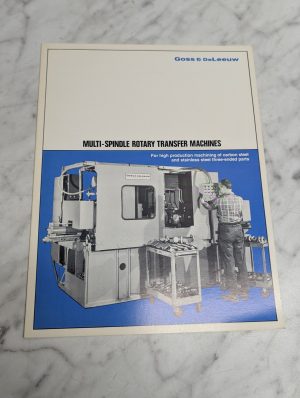 Goss & DeLeeuw
MULTI-SPINDLE ROTARY TRANSFER MACHINES
For high production machining of carbon steel
and stainless steel three-ended parts